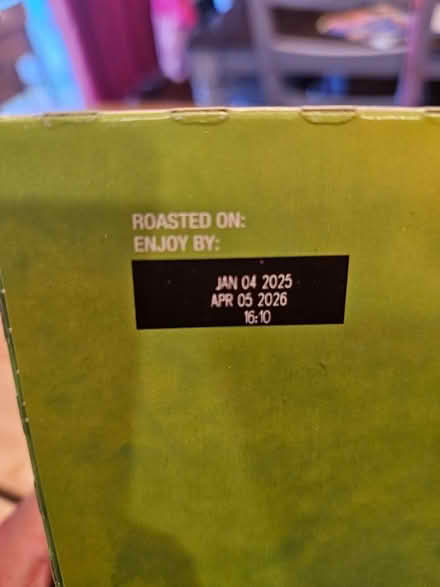 ROASTED ON:
ENJOY BY:
JAN 04 2025
APR 05 2026
16:10